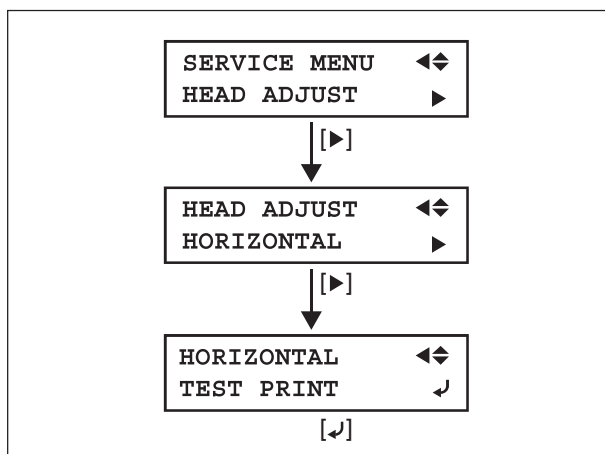 SERVICE MENU ◀◆
HEAD ADJUST ▶
[▶]
HEAD ADJUST ◀◆
HORIZONTAL ▶
[▶]
HORIZONTAL ◀◆
TEST PRINT ↵
[↵]